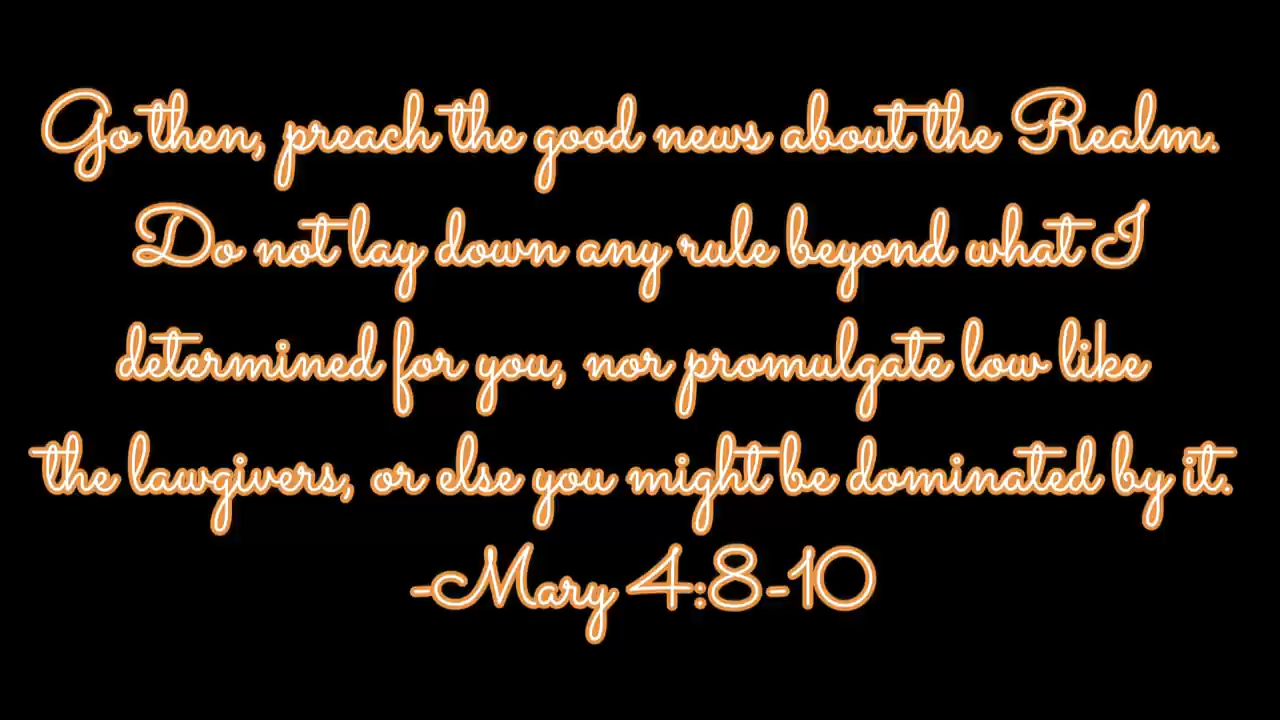 Go then, preach the good news about the Realm.
Do not lay down any rule beyond what I
determined for you, nor promulgate low like
the lawgivers, or else you might be dominated by it.
-Mary 4:8-10